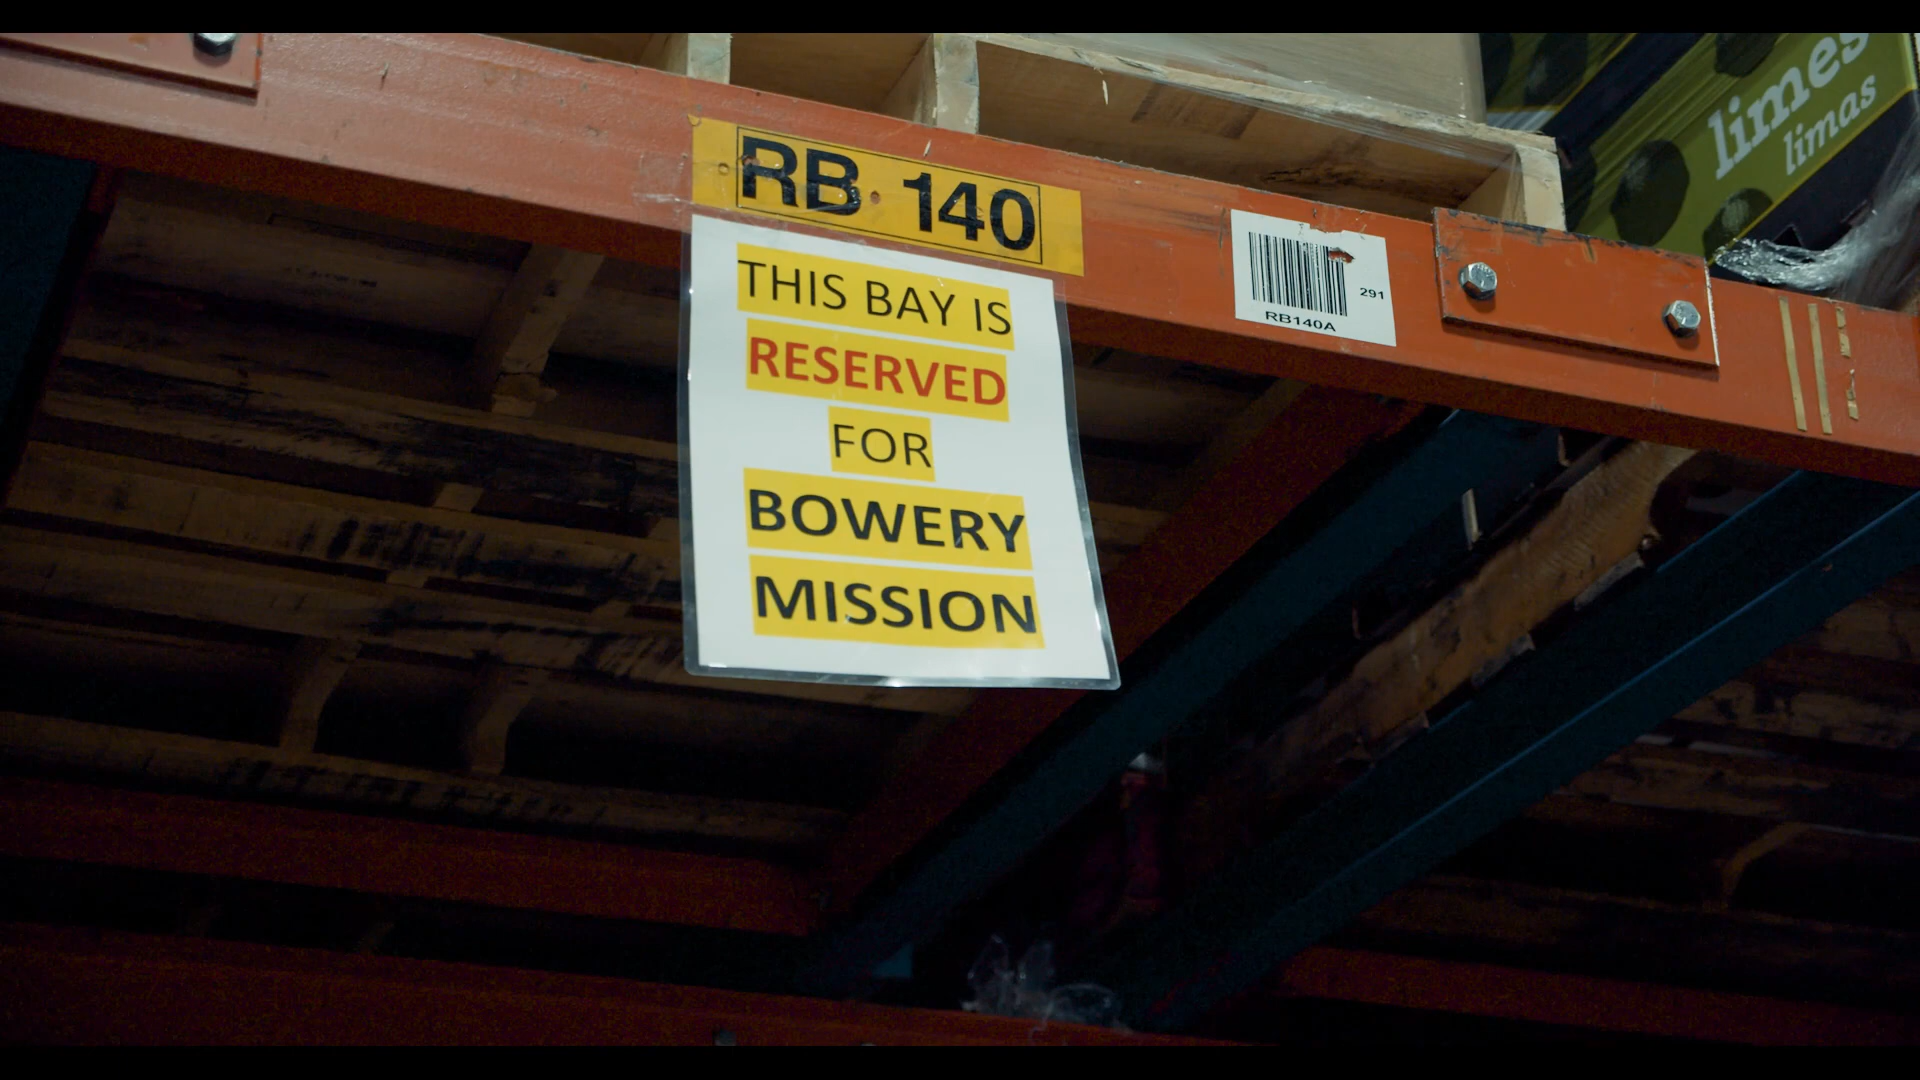 limes
limas
RB 140
THIS BAY IS
RESERVED
FOR
BOWERY
MISSION
291
RB140A